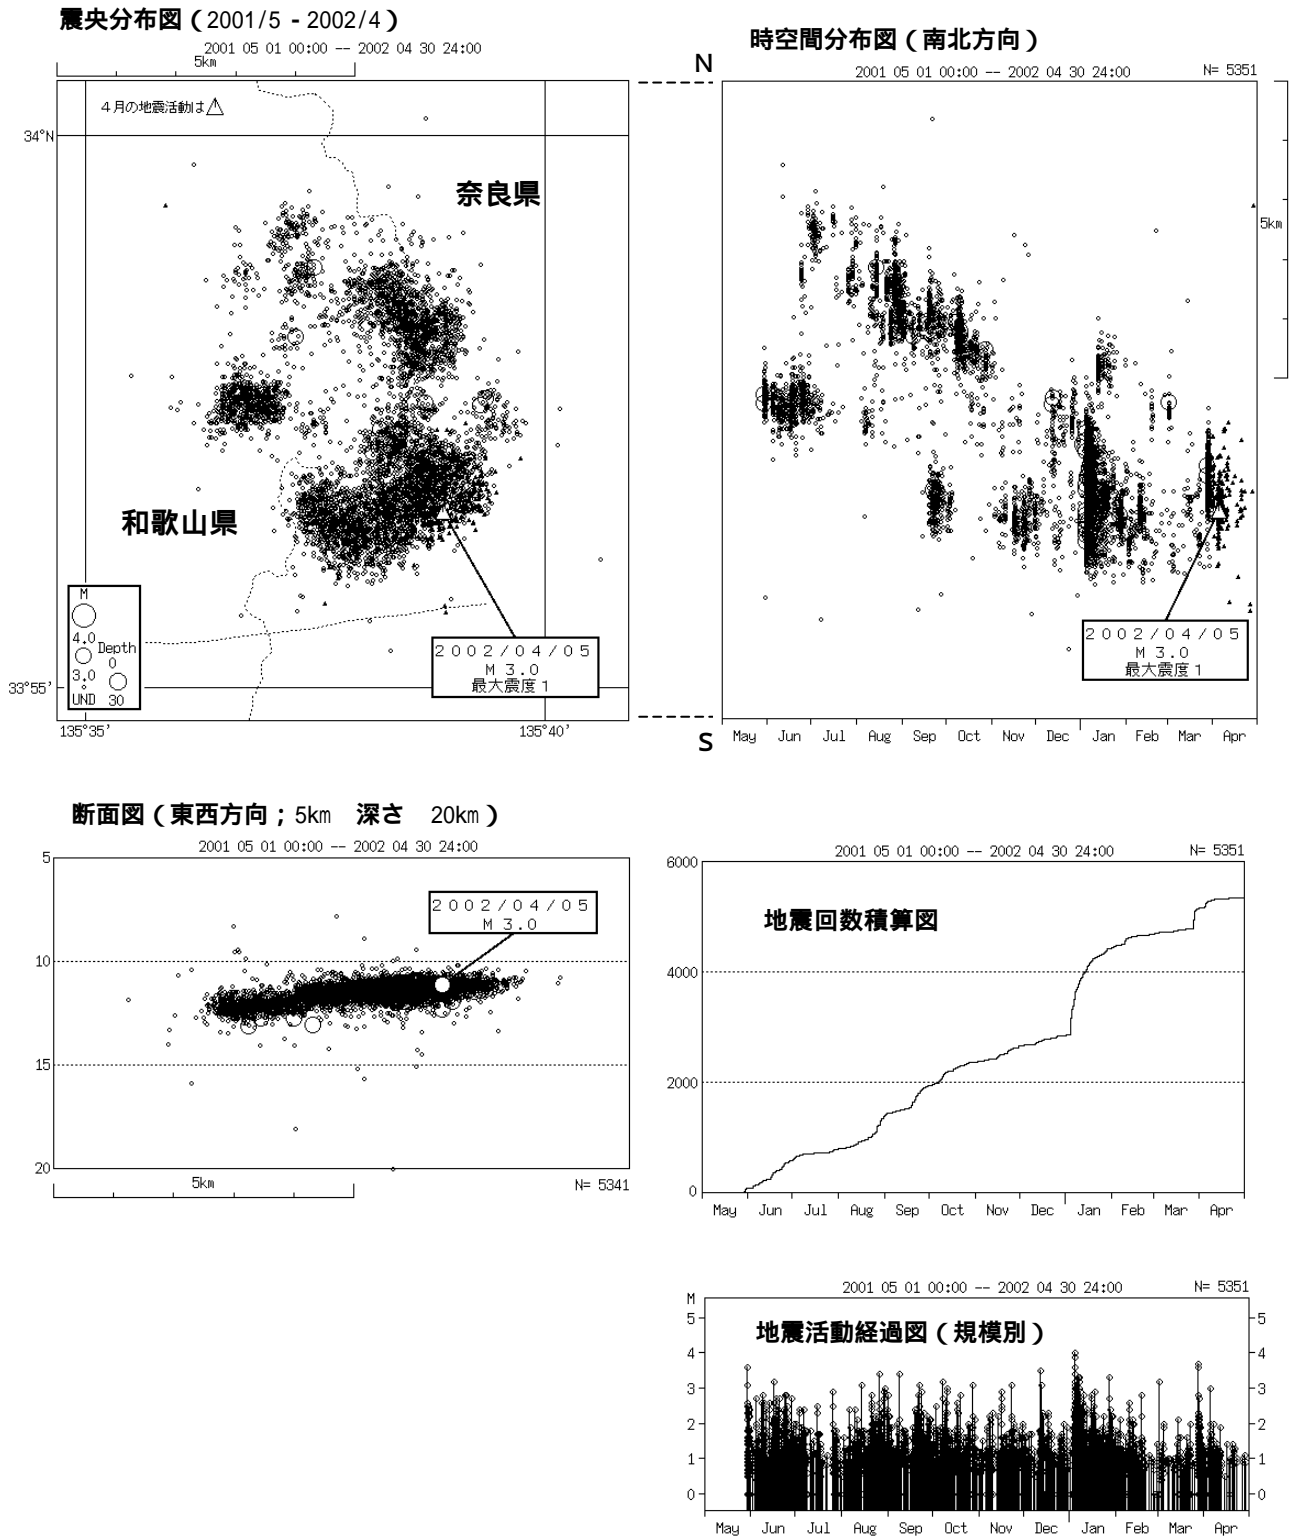 震央分布図（2001/5 - 2002/4）
2001 05 01 00:00 -- 2002 04 30 24:00
5km
４月の地震活動は△
34°N
奈良県
和歌山県
M
4.0
3.0
UND
Depth
0
30
2002/04/05
M 3.0
最大震度１
33°55'
135°35'
135°40'
時空間分布図（南北方向）
2001 05 01 00:00 -- 2002 04 30 24:00
N= 5351
N
S
5km
2002/04/05
M 3.0
最大震度１
May Jun Jul Aug Sep Oct Nov Dec Jan Feb Mar Apr
断面図（東西方向；5km　深さ　20km）
2001 05 01 00:00 -- 2002 04 30 24:00
5
10
15
20
2002/04/05
M 3.0
5km
N= 5341
2001 05 01 00:00 -- 2002 04 30 24:00
N= 5351
地震回数積算図
6000
4000
2000
0
May Jun Jul Aug Sep Oct Nov Dec Jan Feb Mar Apr
2001 05 01 00:00 -- 2002 04 30 24:00
N= 5351
地震活動経過図（規模別）
M
5 5
4 4
3 3
2 2
1 1
0 0
May Jun Jul Aug Sep Oct Nov Dec Jan Feb Mar Apr